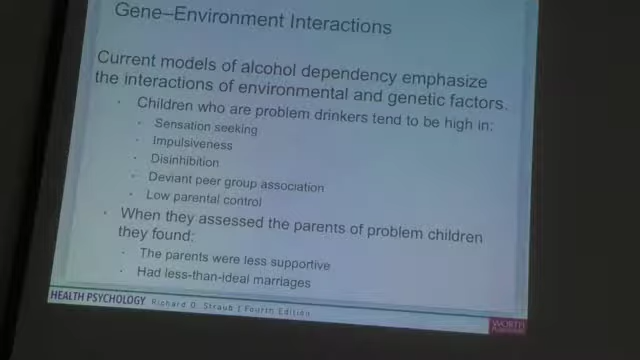 Gene–Environment Interactions
Current models of alcohol dependency emphasize
the interactions of environmental and genetic factors.
· Children who are problem drinkers tend to be high in:
· Sensation seeking
· Impulsiveness
· Disinhibition
· Deviant peer group association
· Low parental control
· When they assessed the parents of problem children
they found:
· The parents were less supportive
· Had less-than-ideal marriages
HEALTH PSYCHOLOGY Richard O. Straub | Fourth Edition
WORTH